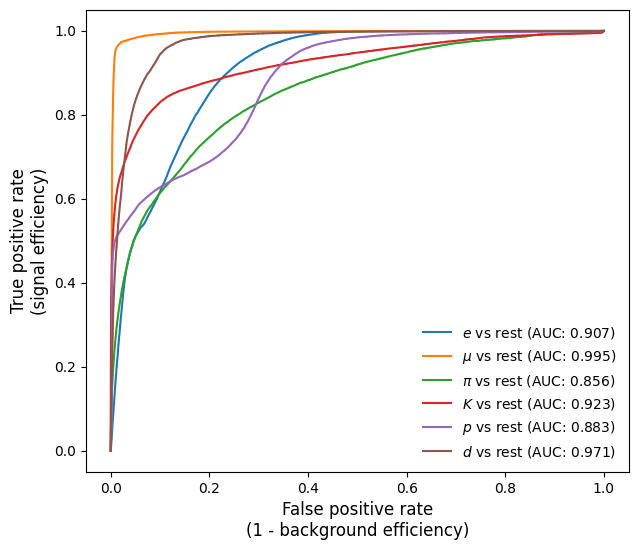 True positive rate
(signal efficiency)
1.0
0.8
0.6
0.4
0.2
0.0
e vs rest (AUC: 0.907)
μ vs rest (AUC: 0.995)
π vs rest (AUC: 0.856)
K vs rest (AUC: 0.923)
p vs rest (AUC: 0.883)
d vs rest (AUC: 0.971)
0.0 0.2 0.4 0.6 0.8 1.0
False positive rate
(1 - background efficiency)